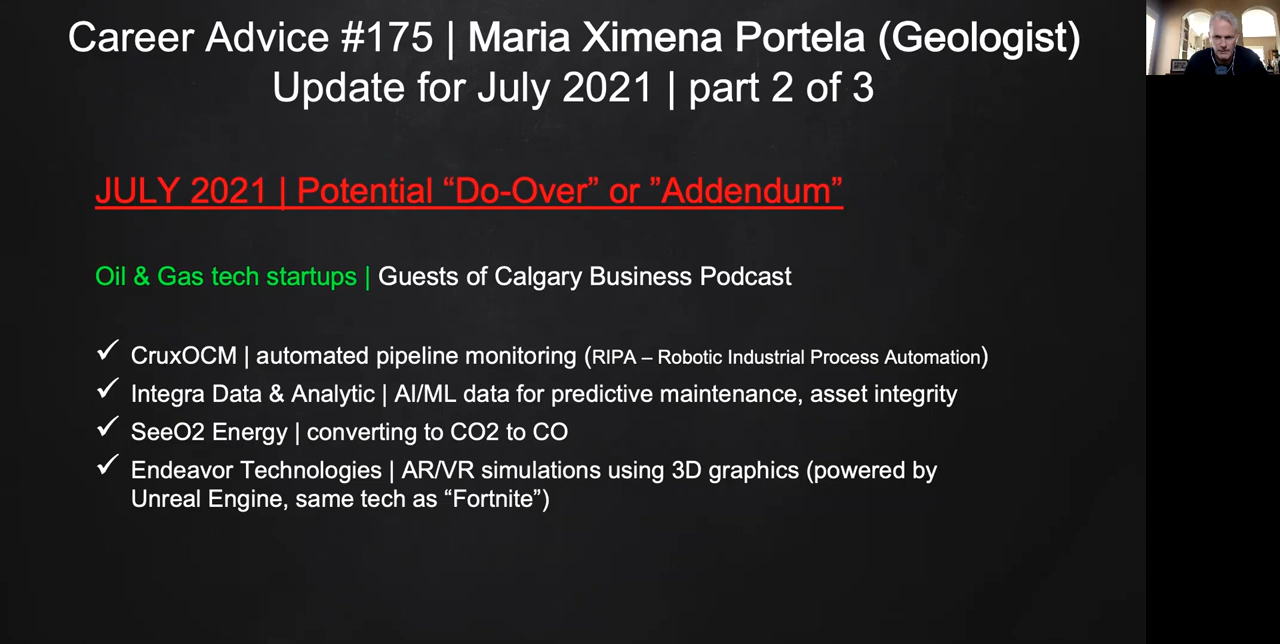 Career Advice #175 | Maria Ximena Portela (Geologist)
Update for July 2021 | part 2 of 3
JULY 2021 | Potential “Do-Over” or ”Addendum”
Oil & Gas tech startups | Guests of Calgary Business Podcast
✓ CruxOCM | automated pipeline monitoring (RIPA – Robotic Industrial Process Automation)
✓ Integra Data & Analytic | AI/ML data for predictive maintenance, asset integrity
✓ SeeO2 Energy | converting to CO2 to CO
✓ Endeavor Technologies | AR/VR simulations using 3D graphics (powered by
Unreal Engine, same tech as “Fortnite”)